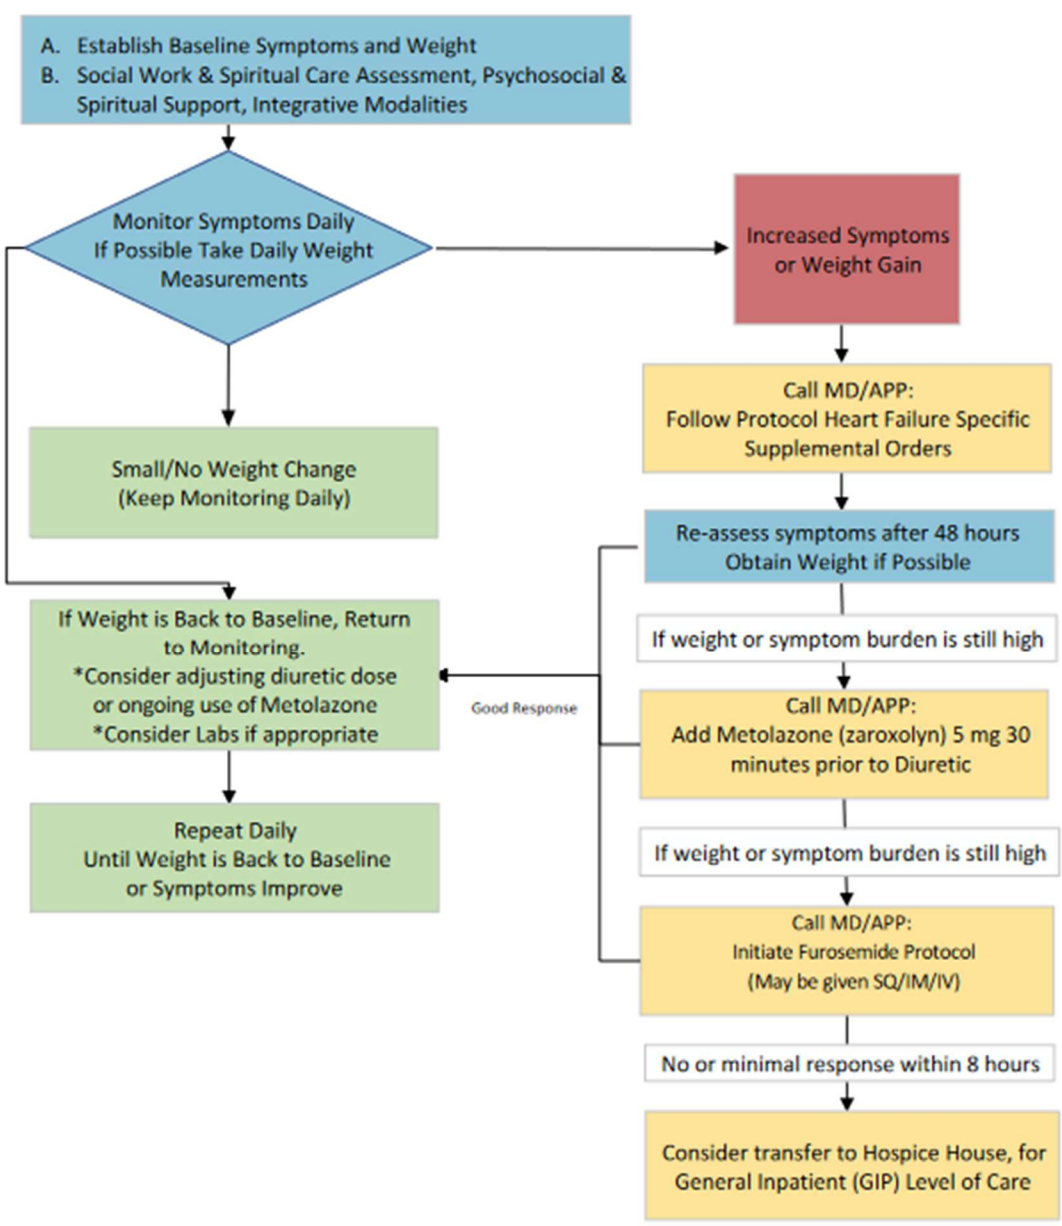 A. Establish Baseline Symptoms and Weight
B. Social Work & Spiritual Care Assessment, Psychosocial &
Spiritual Support, Integrative Modalities
Monitor Symptoms Daily
If Possible Take Daily Weight
Measurements
Increased Symptoms
or Weight Gain
Small/No Weight Change
(Keep Monitoring Daily)
Call MD/APP:
Follow Protocol Heart Failure Specific
Supplemental Orders
Re-assess symptoms after 48 hours
Obtain Weight if Possible
If weight or symptom burden is still high
If Weight is Back to Baseline, Return
to Monitoring.
*Consider adjusting diuretic dose
or ongoing use of Metolazone
*Consider Labs if appropriate
Good Response
Call MD/APP:
Add Metolazone (zaroxolyn) 5 mg 30
minutes prior to Diuretic
Repeat Daily
Until Weight is Back to Baseline
or Symptoms Improve
If weight or symptom burden is still high
Call MD/APP:
Initiate Furosemide Protocol
(May be given SQ/IM/IV)
No or minimal response within 8 hours
Consider transfer to Hospice House, for
General Inpatient (GIP) Level of Care